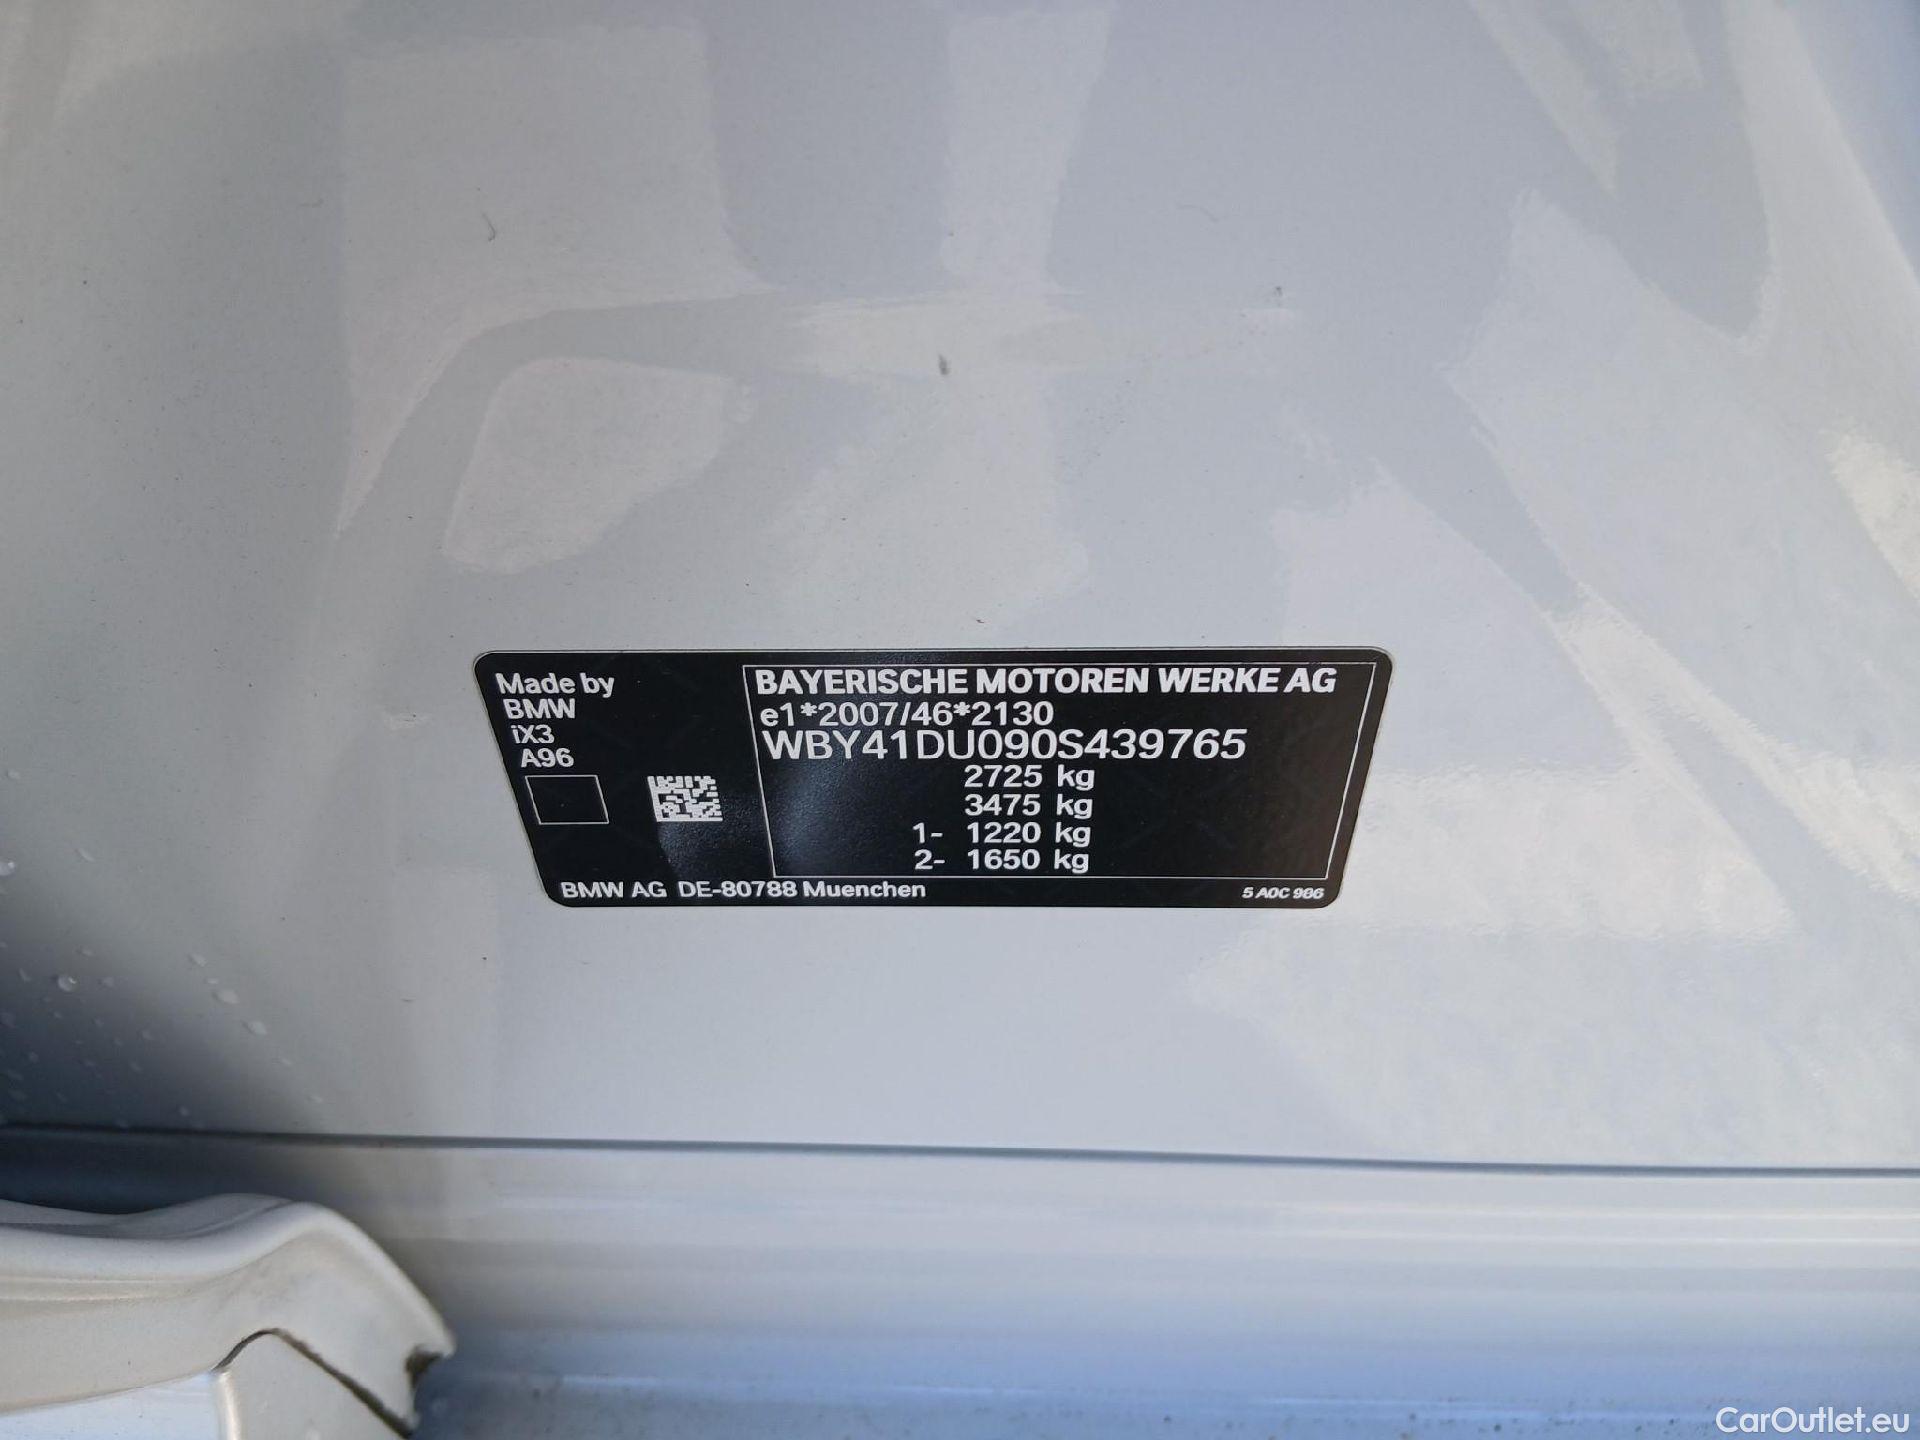 Made by
BMW
iX3
A96
BAYERISCHE MOTOREN WERKE AG
e1*2007/46*2130
WBY41DU090S439765
2725 kg
3475 kg
1- 1220 kg
2- 1650 kg
BMW AG DE-80788 Muenchen
5 A0C 986
CarOutlet.eu